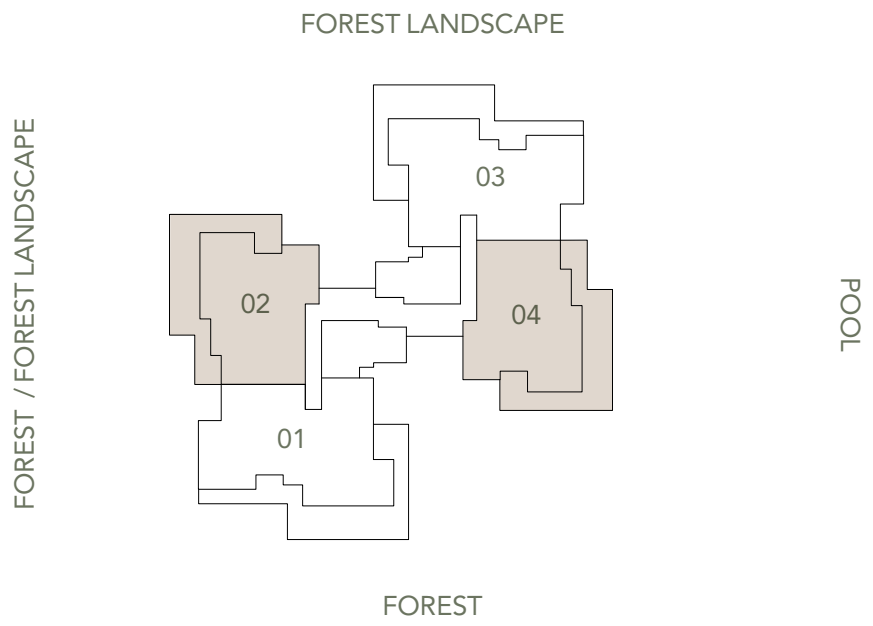 FOREST LANDSCAPE
FOREST / FOREST LANDSCAPE
03
02
04
POOL
01
FOREST